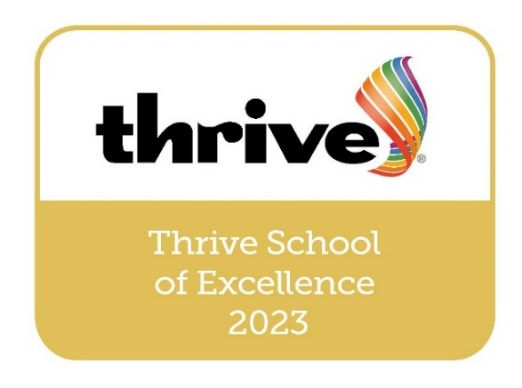 thrive®
Thrive School
of Excellence
2023